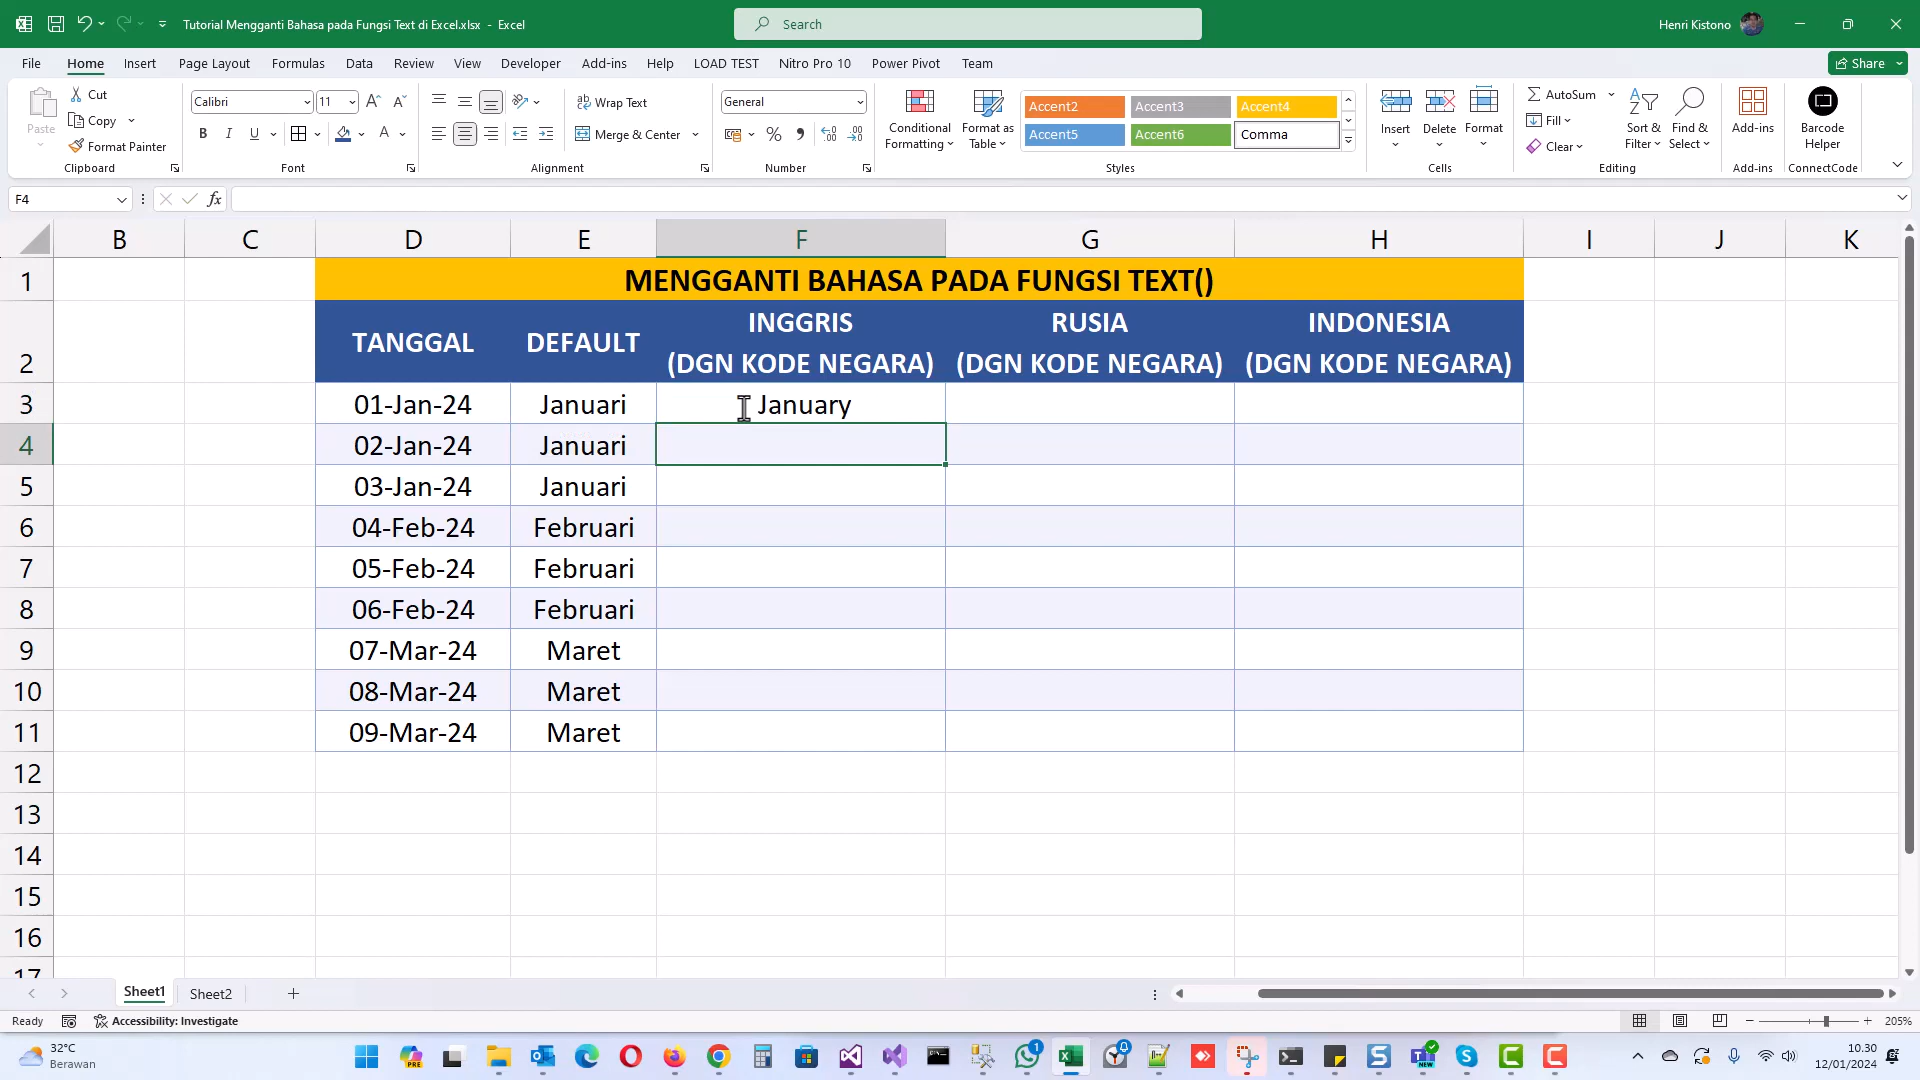 Tutorial Mengganti Bahasa pada Fungsi Text di Excel.xlsx - Excel
Search
Henri Kistono
File Home Insert Page Layout Formulas Data Review View Developer Add-ins Help LOAD TEST Nitro Pro 10 Power Pivot Team
Share
Paste
Cut
Copy
Format Painter
Clipboard
Calibri 11
B I U
Font
Wrap Text
Merge & Center
Alignment
General
%
Number
Conditional Formatting
Format as Table
Accent2 Accent3 Accent4
Accent5 Accent6 Comma
Styles
Insert Delete Format
Cells
AutoSum
Fill
Clear
Sort & Filter
Find & Select
Editing
Add-ins
Add-ins
Barcode Helper
ConnectCode
F4
fx
B C D E F G H I J K
1 MENGGANTI BAHASA PADA FUNGSI TEXT()
2 TANGGAL DEFAULT INGGRIS (DGN KODE NEGARA) RUSIA (DGN KODE NEGARA) INDONESIA (DGN KODE NEGARA)
3 01-Jan-24 Januari January
4 02-Jan-24 Januari
5 03-Jan-24 Januari
6 04-Feb-24 Februari
7 05-Feb-24 Februari
8 06-Feb-24 Februari
9 07-Mar-24 Maret
10 08-Mar-24 Maret
11 09-Mar-24 Maret
12
13
14
15
16
17
Sheet1 Sheet2
Ready
Accessibility: Investigate
205%
32°C
Berawan
PRE
1
NEW
10.30
12/01/2024